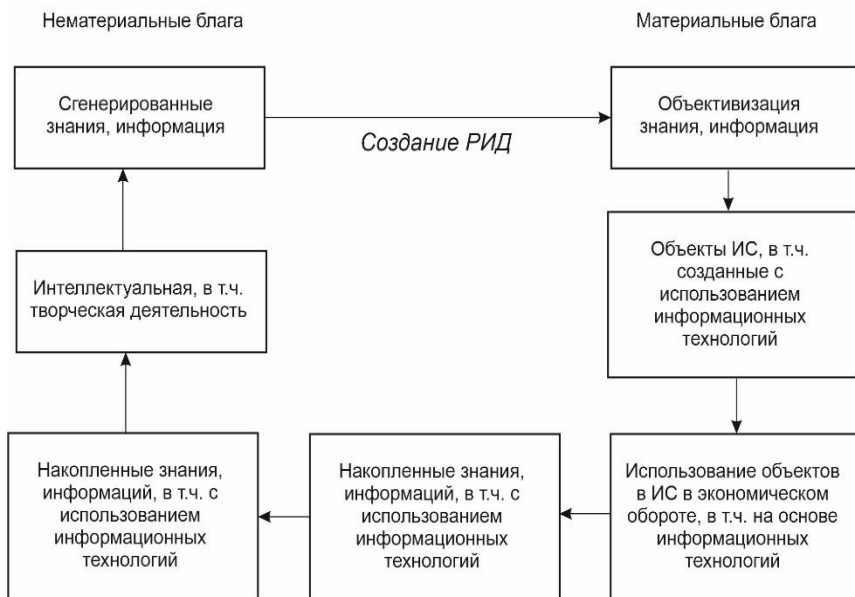 Нематериальные блага
Материальные блага
Сгенерированные
знания, информация
Создание РИД
Объективизация
знания, информация
Объекты ИС, в т.ч.
созданные с
использованием
информационных
технологий
Интеллектуальная, в т.ч.
творческая деятельность
Накопленные знания,
информаций, в т.ч. с
использованием
информационных
технологий
Накопленные знания,
информаций, в т.ч. с
использованием
информационных
технологий
Использование объектов
в ИС в экономическом
обороте, в т.ч. на основе
информационных
технологий